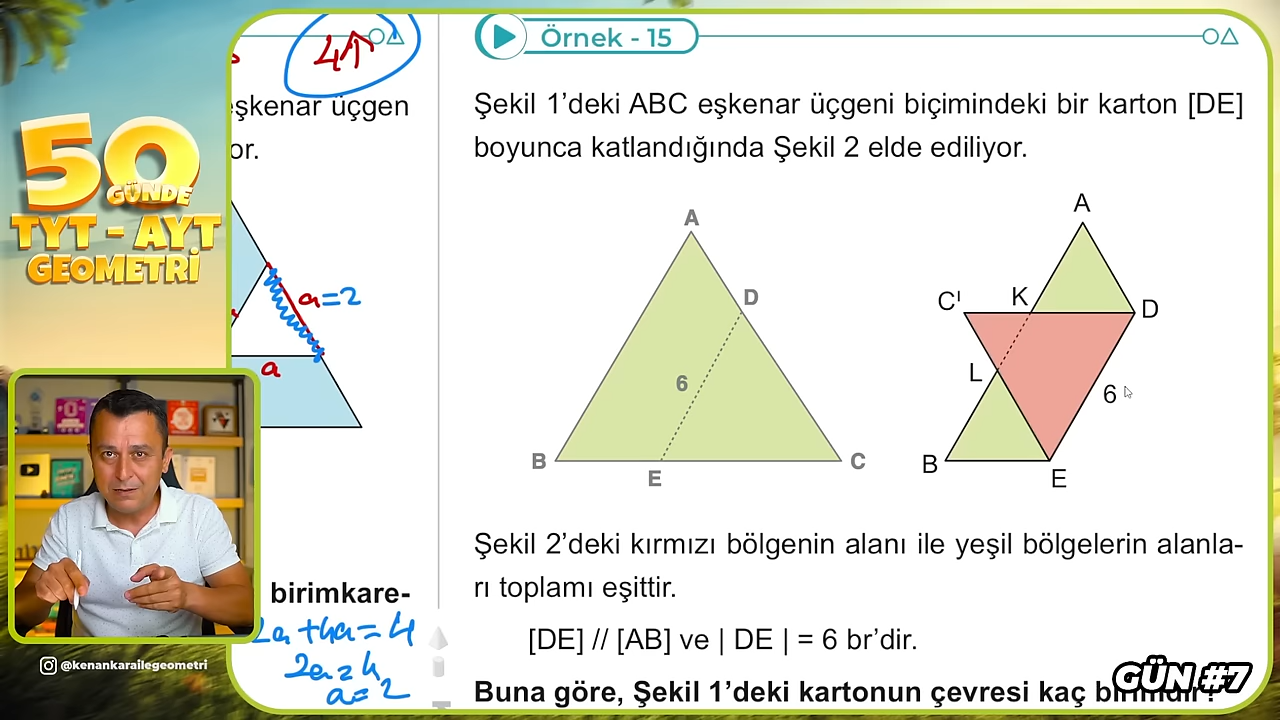 50
GÜNDE
TYT - AYT
GEOMETRİ
@kenankarailegeometri
4
eşkenar üçgen
or.
a=2
a
birimkare-
2a+4a=4
a=2
Örnek - 15
Şekil 1’deki ABC eşkenar üçgeni biçimindeki bir karton [DE]
boyunca katlandığında Şekil 2 elde ediliyor.
A
D
6
B
E
C
A
C'
K
D
L
6
B
E
Şekil 2’deki kırmızı bölgenin alanı ile yeşil bölgelerin alanla-
rı toplamı eşittir.
[DE] // [AB] ve | DE | = 6 br’dir.
Buna göre, Şekil 1’deki kartonun çevresi kaç birimdir?
GÜN #7